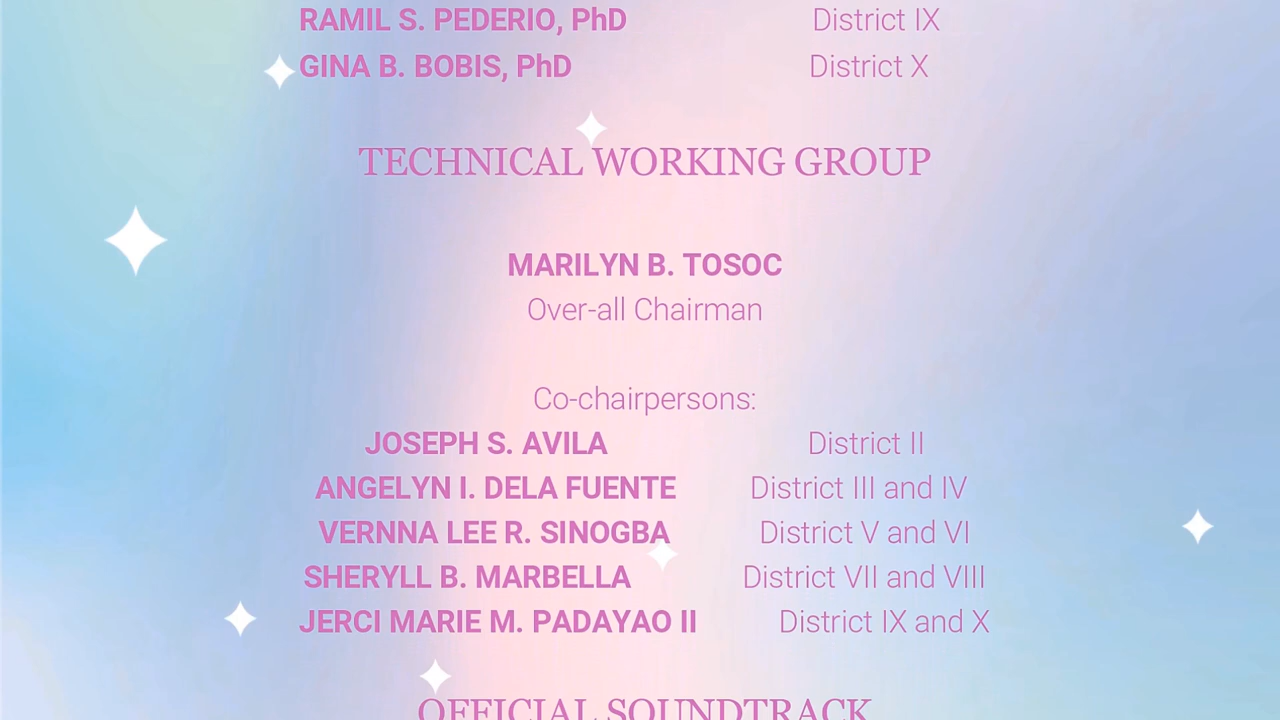 RAMIL S. PEDERIO, PhD District IX
GINA B. BOBIS, PhD District X
TECHNICAL WORKING GROUP
MARILYN B. TOSOC
Over-all Chairman
Co-chairpersons:
JOSEPH S. AVILA District II
ANGELYN I. DELA FUENTE District III and IV
VERNNA LEE R. SINOGBA District V and VI
SHERYLL B. MARBELLA District VII and VIII
JERCI MARIE M. PADAYAO II District IX and X
OFFICIAL SOUNDTRACK